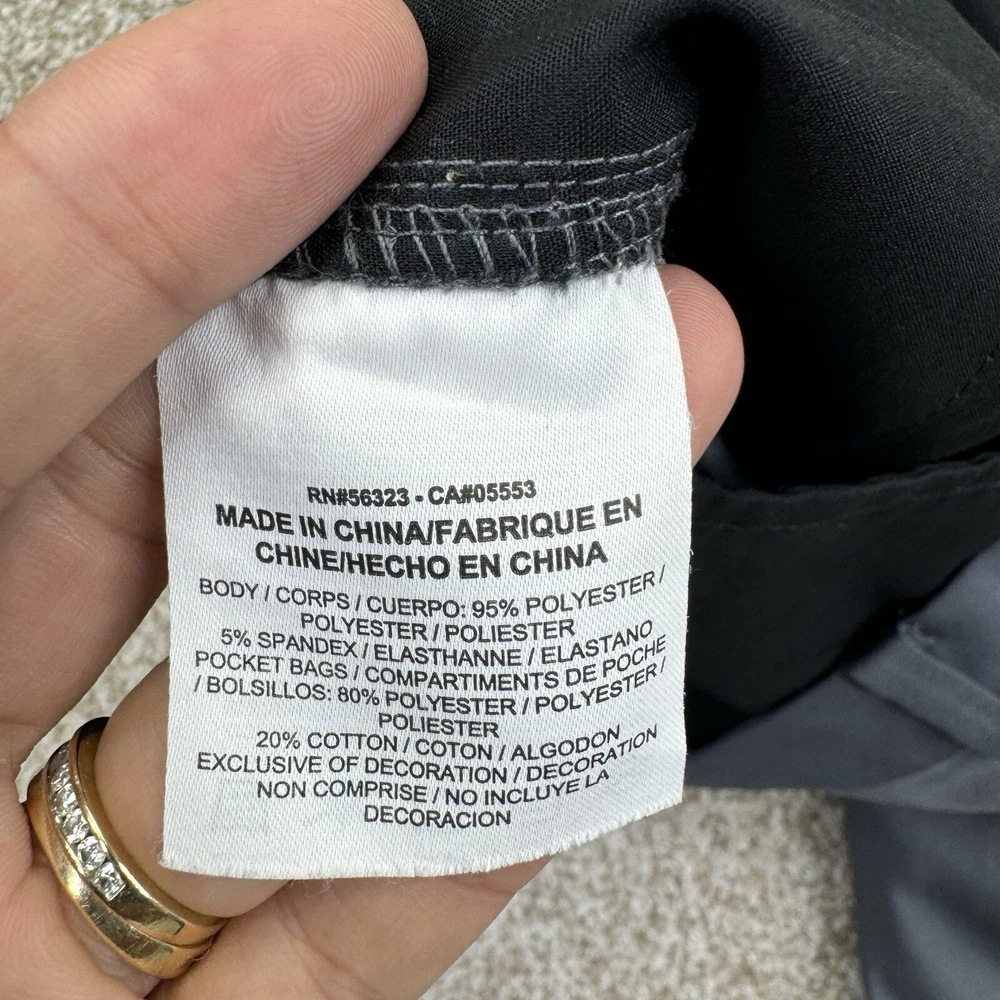 RN#56323 - CA#05553
MADE IN CHINA/FABRIQUE EN
CHINE/HECHO EN CHINA
BODY / CORPS / CUERPO: 95% POLYESTER /
POLYESTER / POLIESTER
5% SPANDEX / ELASTHANNE / ELASTANO
POCKET BAGS / COMPARTIMENTS DE POCHE
/ BOLSILLOS: 80% POLYESTER / POLYESTER /
POLIESTER
20% COTTON / COTON / ALGODON
EXCLUSIVE OF DECORATION / DECORATION
NON COMPRISE / NO INCLUYE LA
DECORACION